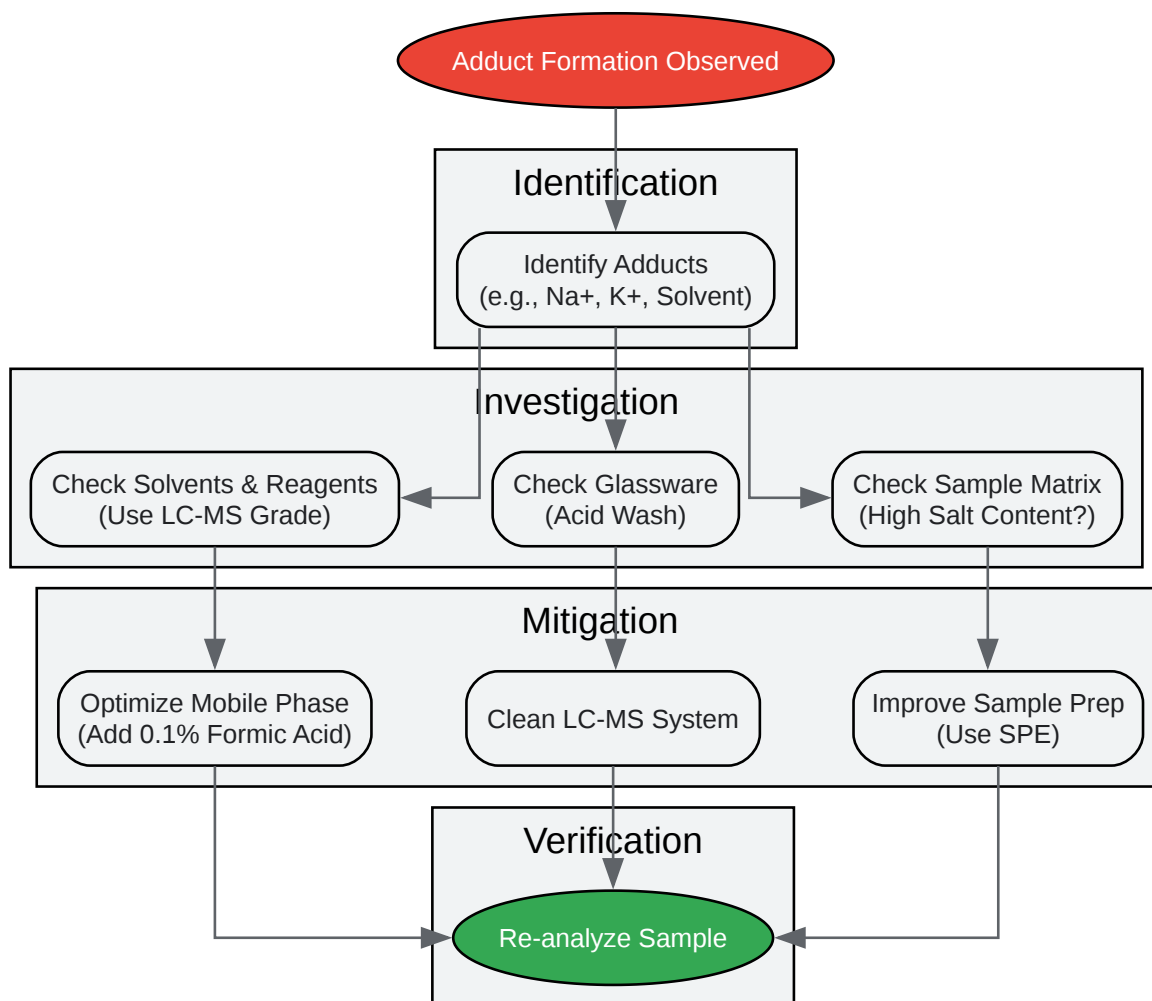 Adduct Formation Observed
Identification
Identify Adducts
(e.g., Na+, K+, Solvent)
Investigation
Check Solvents & Reagents
(Use LC-MS Grade)
Check Glassware
(Acid Wash)
Check Sample Matrix
(High Salt Content?)
Mitigation
Optimize Mobile Phase
(Add 0.1% Formic Acid)
Clean LC-MS System
Improve Sample Prep
(Use SPE)
Verification
Re-analyze Sample